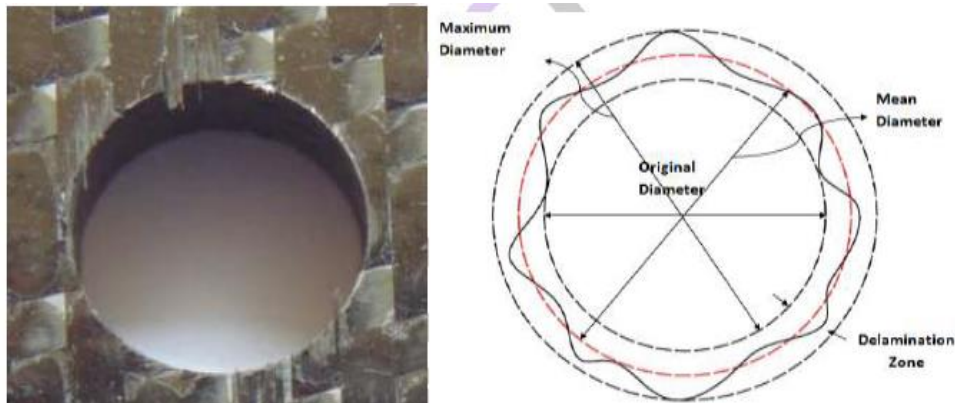 Maximum
Diameter
Mean
Diameter
Original
Diameter
Delamination
Zone